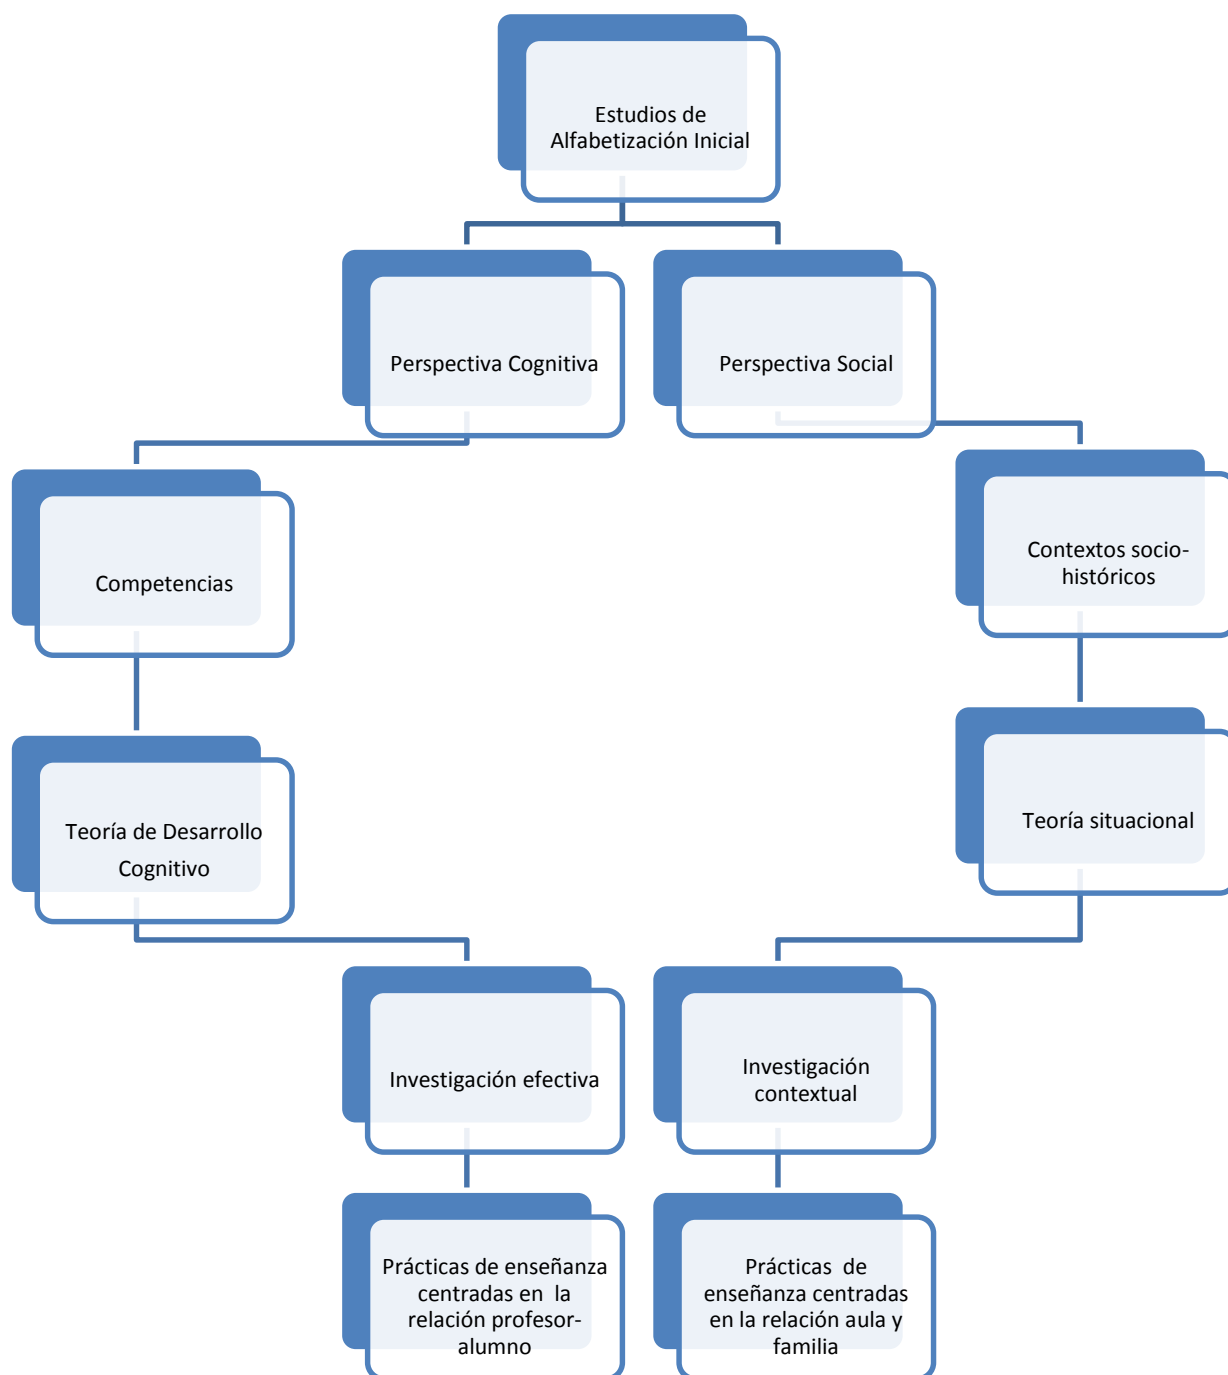 Estudios de
Alfabetización Inicial
Perspectiva Cognitiva
Perspectiva Social
Competencias
Contextos socio-
históricos
Teoría de Desarrollo
Cognitivo
Teoría situacional
Investigación efectiva
Investigación
contextual
Prácticas de enseñanza
centradas en la
relación profesor-
alumno
Prácticas de
enseñanza centradas
en la relación aula y
familia